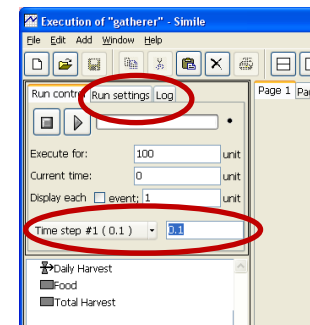 Execution of "gatherer" - Simile
File Edit Add Window Help
Run control Run settings Log
Page 1 Pa
Execute for: 100 unit
Current time: 0 unit
Display each event; 1 unit
Time step #1 ( 0.1 ) 0.1
Daily Harvest
Food
Total Harvest